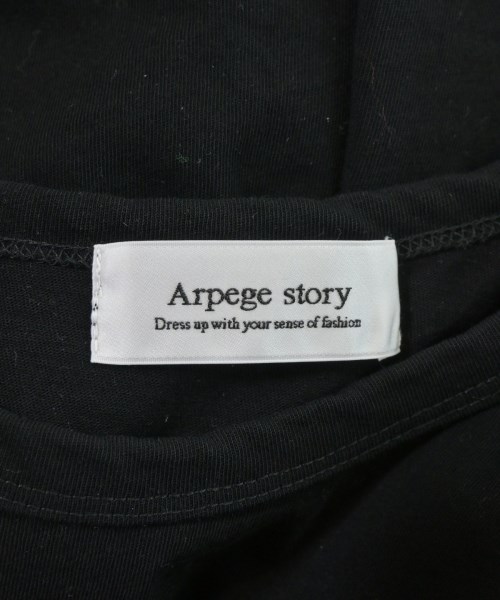 Arpege story
Dress up with your sense of fashion